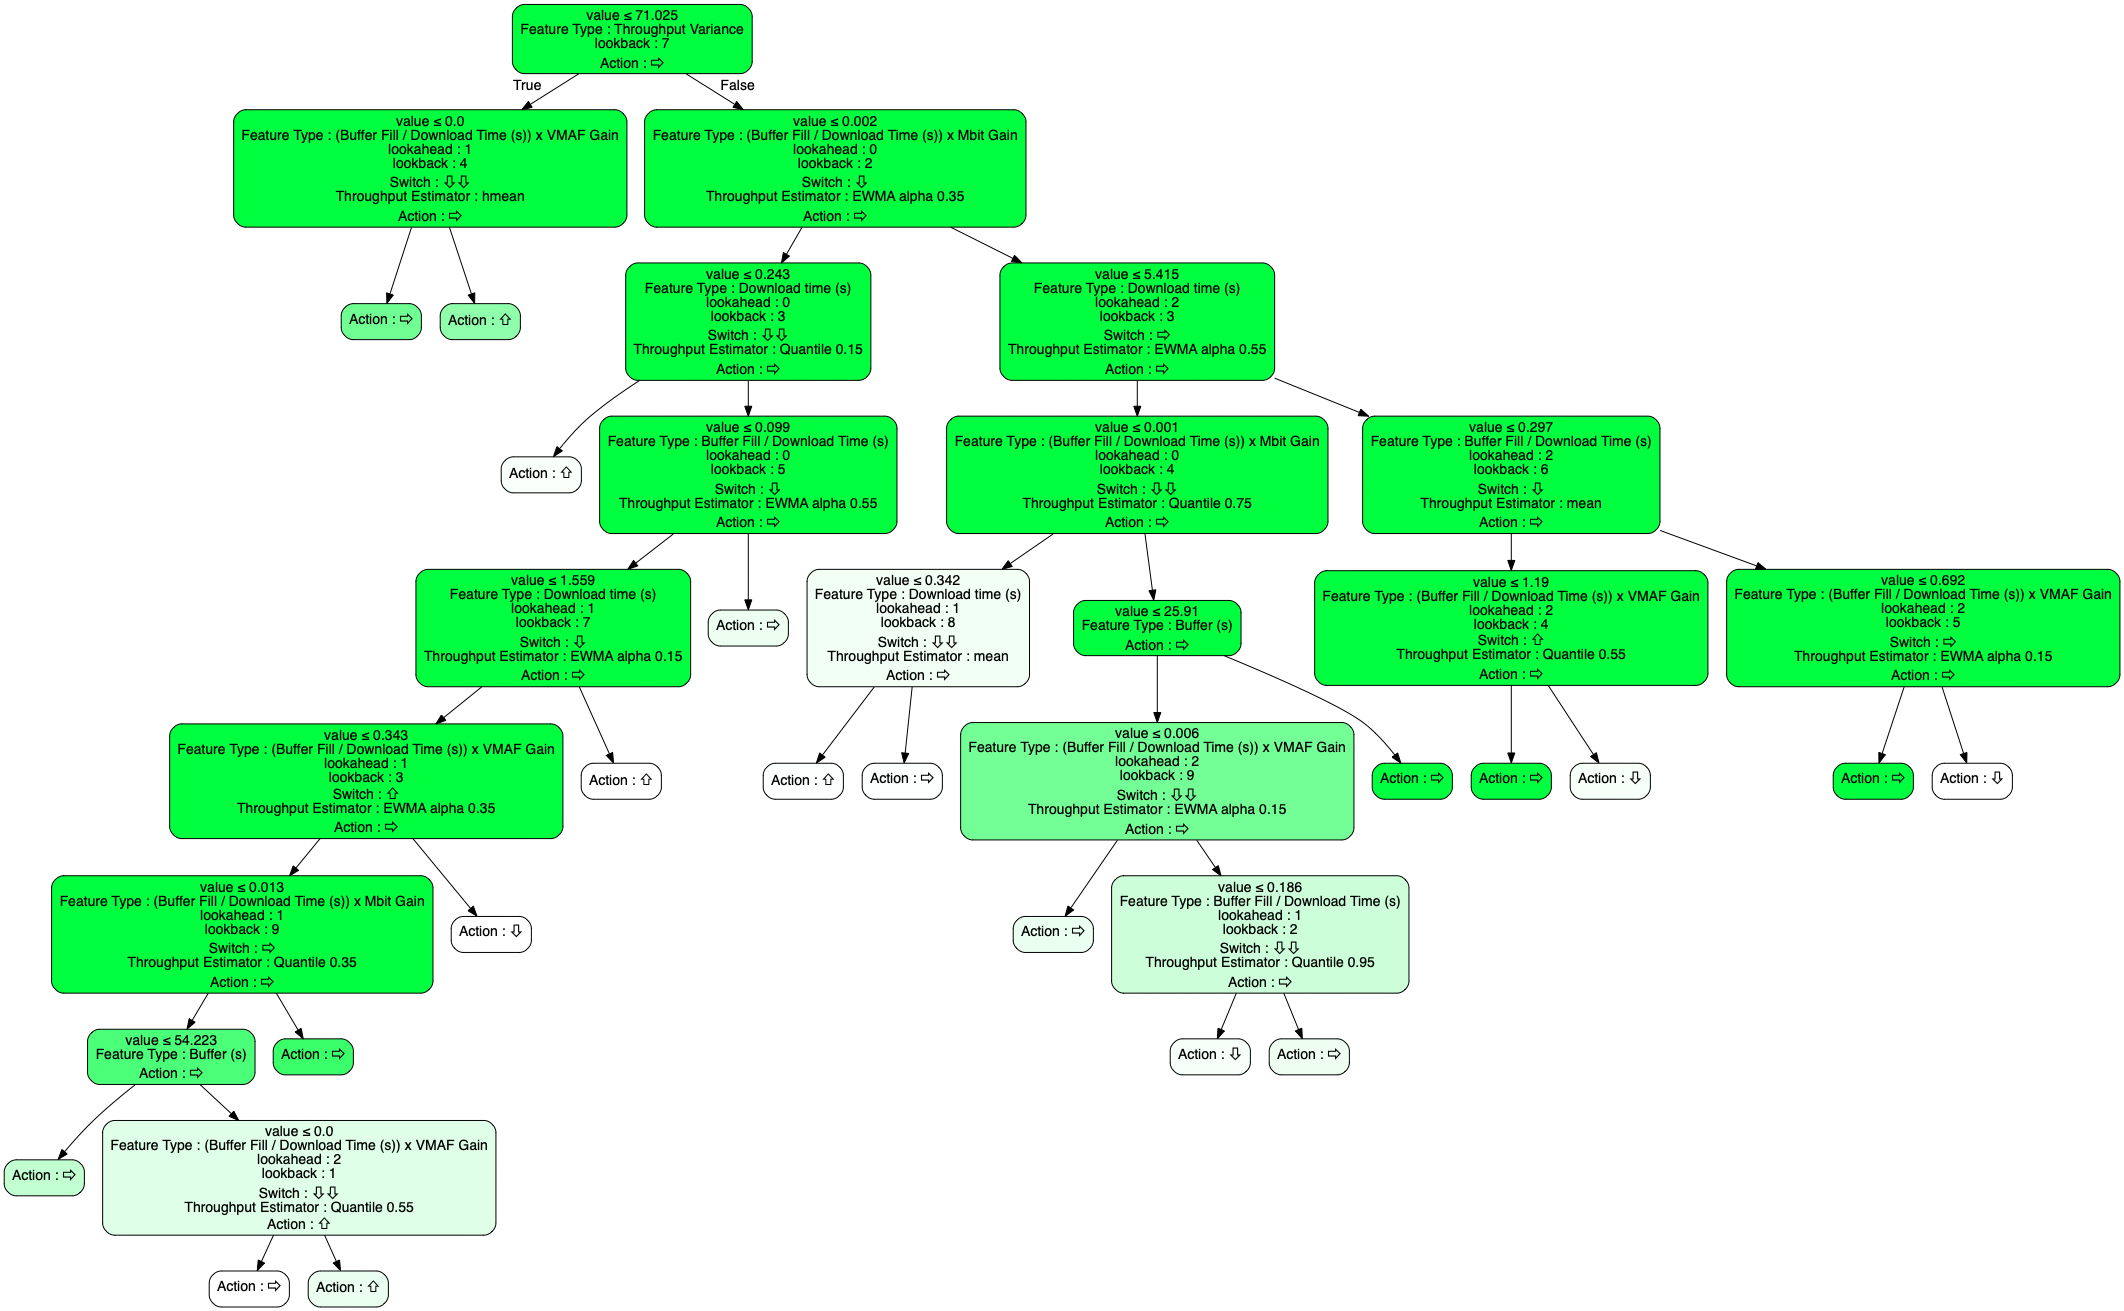 value ≤ 71.025
Feature Type : Throughput Variance
lookback : 7
Action : ⇨
True
False
value ≤ 0.0
Feature Type : (Buffer Fill / Download Time (s)) x VMAF Gain
lookahead : 1
lookback : 4
Switch : ⇩⇩
Throughput Estimator : hmean
Action : ⇨
value ≤ 0.002
Feature Type : (Buffer Fill / Download Time (s)) x Mbit Gain
lookahead : 0
lookback : 2
Switch : ⇩
Throughput Estimator : EWMA alpha 0.35
Action : ⇨
Action : ⇨
Action : ⇧
value ≤ 0.243
Feature Type : Download time (s)
lookahead : 0
lookback : 3
Switch : ⇩⇩
Throughput Estimator : Quantile 0.15
Action : ⇨
value ≤ 5.415
Feature Type : Download time (s)
lookahead : 2
lookback : 3
Switch : ⇨
Throughput Estimator : EWMA alpha 0.55
Action : ⇨
Action : ⇧
value ≤ 0.099
Feature Type : Buffer Fill / Download Time (s)
lookahead : 0
lookback : 5
Switch : ⇩
Throughput Estimator : EWMA alpha 0.55
Action : ⇨
value ≤ 0.001
Feature Type : (Buffer Fill / Download Time (s)) x Mbit Gain
lookahead : 0
lookback : 4
Switch : ⇩⇩
Throughput Estimator : Quantile 0.75
Action : ⇨
value ≤ 0.297
Feature Type : Buffer Fill / Download Time (s)
lookahead : 2
lookback : 6
Switch : ⇩
Throughput Estimator : mean
Action : ⇨
value ≤ 1.559
Feature Type : Download time (s)
lookahead : 1
lookback : 7
Switch : ⇩
Throughput Estimator : EWMA alpha 0.15
Action : ⇨
Action : ⇨
value ≤ 0.342
Feature Type : Download time (s)
lookahead : 1
lookback : 8
Switch : ⇩⇩
Throughput Estimator : mean
Action : ⇨
value ≤ 25.91
Feature Type : Buffer (s)
Action : ⇨
value ≤ 1.19
Feature Type : (Buffer Fill / Download Time (s)) x VMAF Gain
lookahead : 2
lookback : 4
Switch : ⇧
Throughput Estimator : Quantile 0.55
Action : ⇨
value ≤ 0.692
Feature Type : (Buffer Fill / Download Time (s)) x VMAF Gain
lookahead : 2
lookback : 5
Switch : ⇨
Throughput Estimator : EWMA alpha 0.15
Action : ⇨
value ≤ 0.343
Feature Type : (Buffer Fill / Download Time (s)) x VMAF Gain
lookahead : 1
lookback : 3
Switch : ⇧
Throughput Estimator : EWMA alpha 0.35
Action : ⇨
Action : ⇧
Action : ⇧
Action : ⇨
value ≤ 0.006
Feature Type : (Buffer Fill / Download Time (s)) x VMAF Gain
lookahead : 2
lookback : 9
Switch : ⇩⇩
Throughput Estimator : EWMA alpha 0.15
Action : ⇨
Action : ⇨
Action : ⇨
Action : ⇩
Action : ⇨
Action : ⇩
value ≤ 0.013
Feature Type : (Buffer Fill / Download Time (s)) x Mbit Gain
lookahead : 1
lookback : 9
Switch : ⇨
Throughput Estimator : Quantile 0.35
Action : ⇨
Action : ⇩
Action : ⇨
value ≤ 0.186
Feature Type : Buffer Fill / Download Time (s)
lookahead : 1
lookback : 2
Switch : ⇩⇩
Throughput Estimator : Quantile 0.95
Action : ⇨
value ≤ 54.223
Feature Type : Buffer (s)
Action : ⇨
Action : ⇨
Action : ⇩
Action : ⇨
Action : ⇨
value ≤ 0.0
Feature Type : (Buffer Fill / Download Time (s)) x VMAF Gain
lookahead : 2
lookback : 1
Switch : ⇩⇩
Throughput Estimator : Quantile 0.55
Action : ⇧
Action : ⇨
Action : ⇧